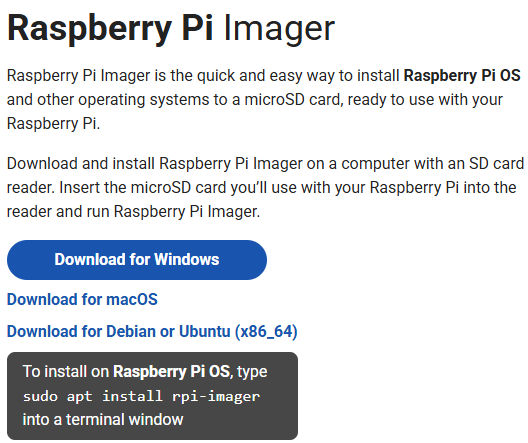 Raspberry Pi Imager
Raspberry Pi Imager is the quick and easy way to install Raspberry Pi OS
and other operating systems to a microSD card, ready to use with your
Raspberry Pi.
Download and install Raspberry Pi Imager on a computer with an SD card
reader. Insert the microSD card you’ll use with your Raspberry Pi into the
reader and run Raspberry Pi Imager.
Download for Windows
Download for macOS
Download for Debian or Ubuntu (x86_64)
To install on Raspberry Pi OS, type
sudo apt install rpi-imager
into a terminal window